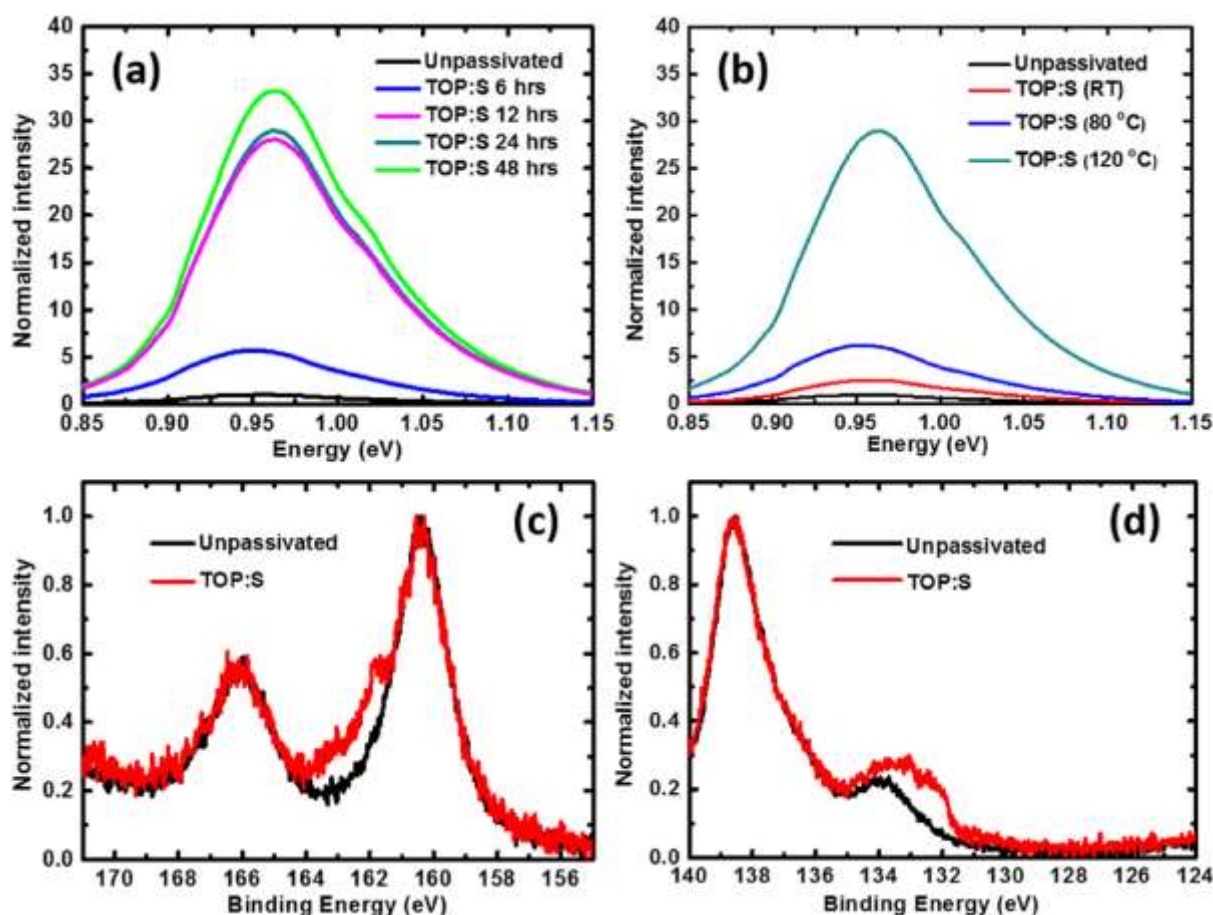 (a)
Unpassivated
TOP:S 6 hrs
TOP:S 12 hrs
TOP:S 24 hrs
TOP:S 48 hrs
40
35
30
25
20
15
10
5
0
Normalized intensity
0.85 0.90 0.95 1.00 1.05 1.10 1.15
Energy (eV)
(b)
Unpassivated
TOP:S (RT)
TOP:S (80 °C)
TOP:S (120 °C)
40
35
30
25
20
15
10
5
0
Normalized intensity
0.85 0.90 0.95 1.00 1.05 1.10 1.15
Energy (eV)
(c)
Unpassivated
TOP:S
1.0
0.8
0.6
0.4
0.2
0.0
Normalized intensity
170 168 166 164 162 160 158 156
Binding Energy (eV)
(d)
Unpassivated
TOP:S
1.0
0.8
0.6
0.4
0.2
0.0
Normalized intensity
140 138 136 134 132 130 128 126 124
Binding Energy (eV)